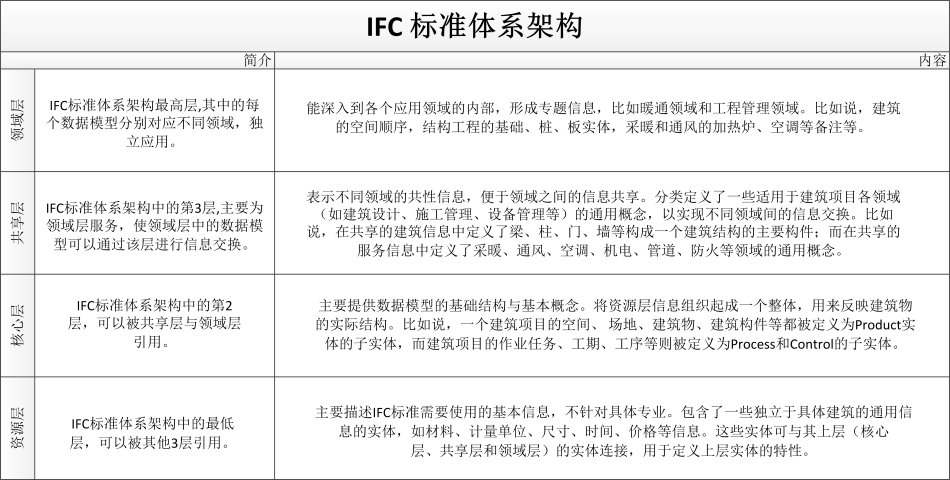 IFC 标准体系架构
简介
内容
领域层
IFC标准体系架构最高层,其中的每
个数据模型分别对应不同领域，独
立应用。
能深入到各个应用领域的内部，形成专题信息，比如暖通领域和工程管理领域。比如说，建筑
的空间顺序，结构工程的基础、桩、板实体，采暖和通风的加热炉、空调等备注等。
共享层
IFC标准体系架构中的第3层,主要为
领域层服务，使领域层中的数据模
型可以通过该层进行信息交换。
表示不同领域的共性信息，便于领域之间的信息共享。分类定义了一些适用于建筑项目各领域
（如建筑设计、施工管理、设备管理等）的通用概念，以实现不同领域间的信息交换。比如
说，在共享的建筑信息中定义了梁、柱、门、墙等构成一个建筑结构的主要构件；而在共享的
服务信息中定义了采暖、通风、空调、机电、管道、防火等领域的通用概念。
核心层
IFC标准体系架构中的第2
层，可以被共享层与领域层
引用。
主要提供数据模型的基础结构与基本概念。将资源层信息组织起成一个整体，用来反映建筑物
的实际结构。比如说，一个建筑项目的空间、场地、建筑物、建筑构件等都被定义为Product实
体的子实体，而建筑项目的作业任务、工期、工序等则被定义为Process和Control的子实体。
资源层
IFC标准体系架构中的最低
层，可以被其他3层引用。
主要描述IFC标准需要使用的基本信息，不针对具体专业。包含了一些独立于具体建筑的通用信
息的实体，如材料、计量单位、尺寸、时间、价格等信息。这些实体可与其上层（核心
层、共享层和领域层）的实体连接，用于定义上层实体的特性。